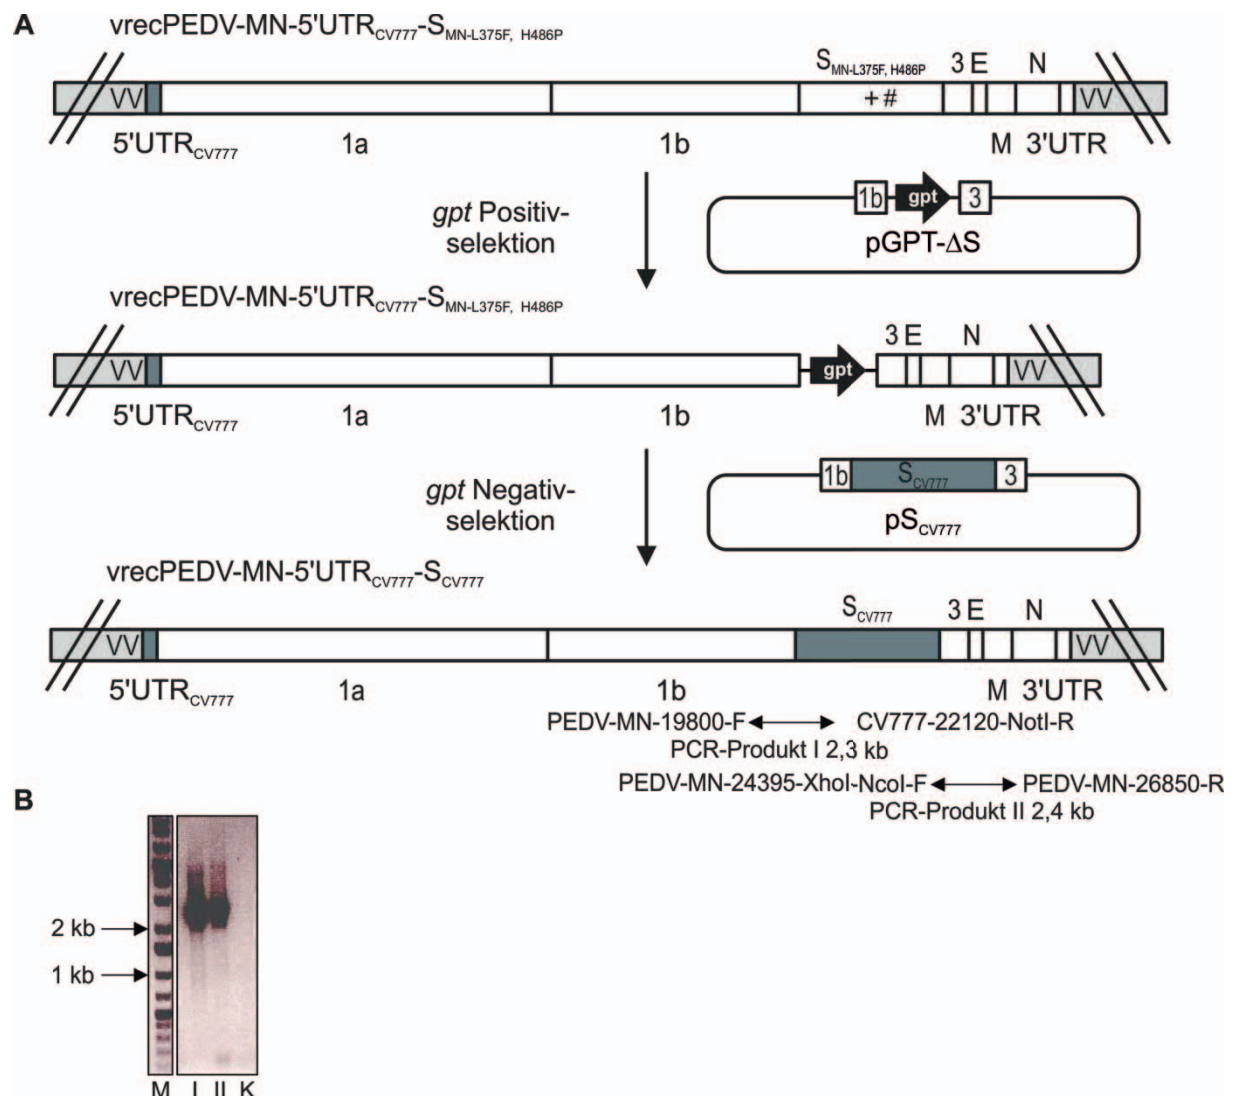 A
vrecPEDV-MN-5'UTRCV777-SMN-L375F, H486P
SMN-L375F, H486P 3 E N
VV +# VV
5'UTRCV777 1a 1b M 3'UTR
gpt Positiv-
selektion
1b gpt 3
pGPT-ΔS
vrecPEDV-MN-5'UTRCV777-SMN-L375F, H486P
3 E N
VV gpt VV
5'UTRCV777 1a 1b M 3'UTR
gpt Negativ-
selektion
1b SCV777 3
pSCV777
vrecPEDV-MN-5'UTRCV777-SCV777
SCV777 3 E N
VV VV
5'UTRCV777 1a 1b M 3'UTR
PEDV-MN-19800-F CV777-22120-NotI-R
PCR-Produkt I 2,3 kb
PEDV-MN-24395-XhoI-NcoI-F PEDV-MN-26850-R
PCR-Produkt II 2,4 kb
B
2 kb
1 kb
M I II K